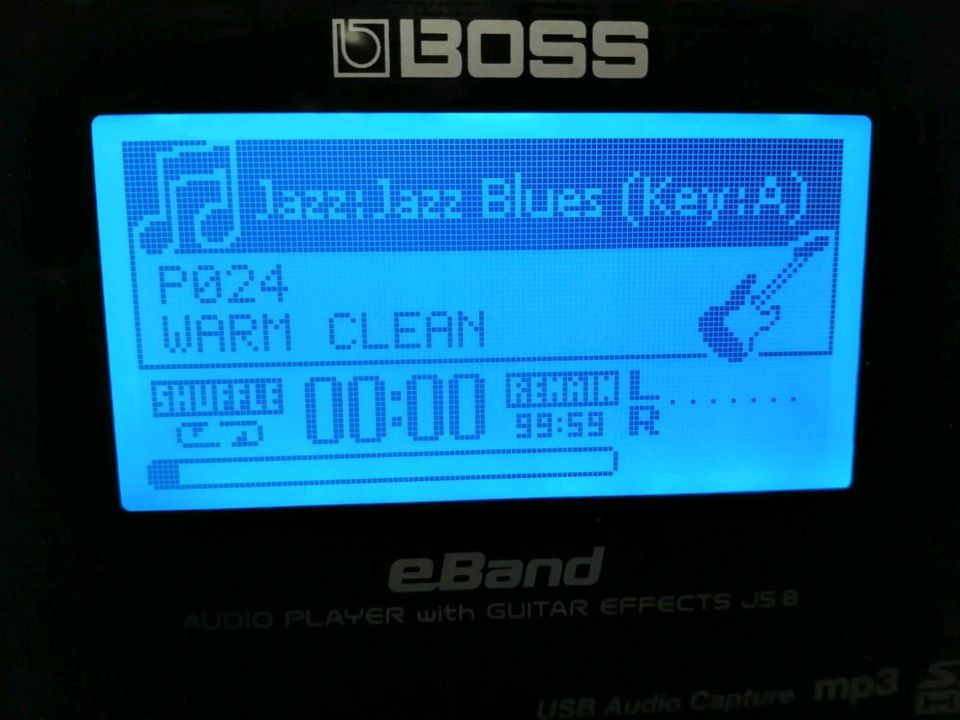 BOSS
Jazz:Jazz Blues (Key:A)
P024
WARM CLEAN
SHUFFLE 00:00 REMAIN L
99:59 R
eBand
AUDIO PLAYER with GUITAR EFFECTS JS-8
USB Audio Capture mp3